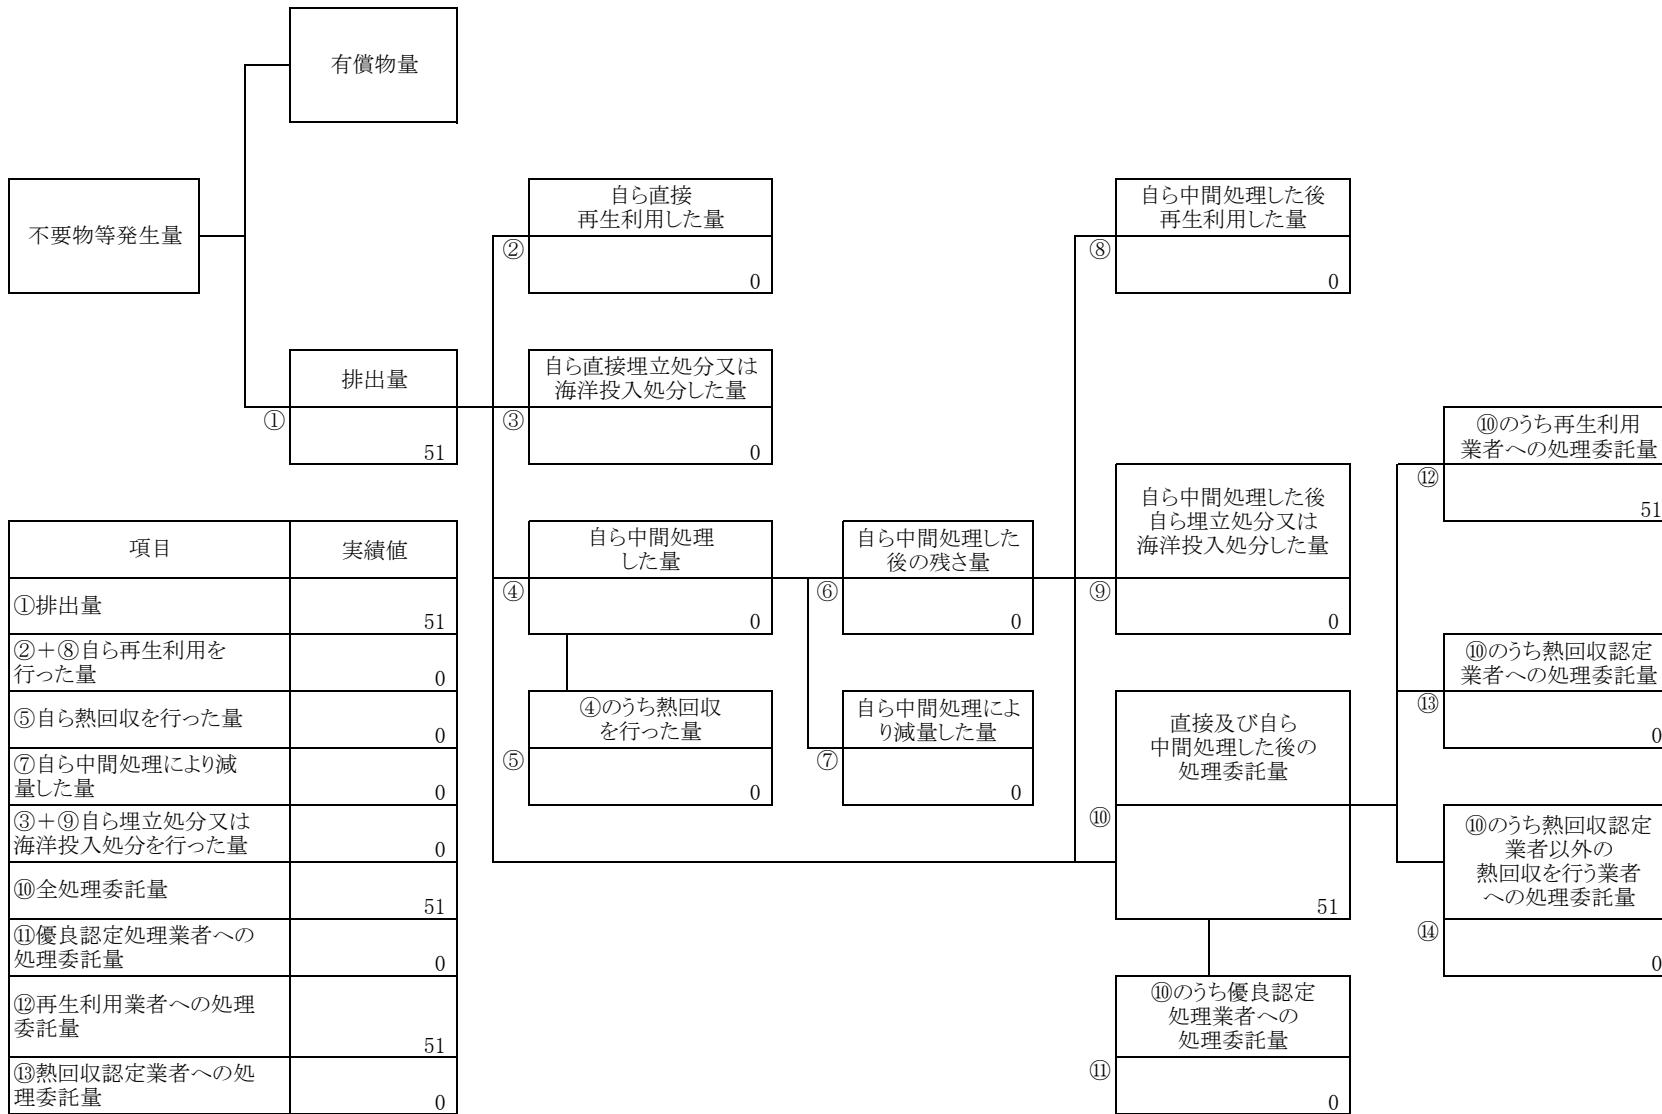 有償物量
不要物等発生量
自ら直接
再生利用した量
②
0
自ら中間処理した後
再生利用した量
⑧
0
排出量
①
51
自ら直接埋立処分又は
海洋投入処分した量
③
0
⑩のうち再生利用
業者への処理委託量
⑫
51
自ら中間処理した後
自ら埋立処分又は
海洋投入処分した量
⑨
0
自ら中間処理
した量
④
0
自ら中間処理した
後の残さ量
⑥
0
⑩のうち熱回収認定
業者への処理委託量
⑬
0
④のうち熱回収
を行った量
⑤
0
自ら中間処理によ
り減量した量
⑦
0
直接及び自ら
中間処理した後の
処理委託量
⑩
51
⑩のうち熱回収認定
業者以外の
熱回収を行う業者
への処理委託量
⑭
0
⑩のうち優良認定
処理業者への
処理委託量
⑪
0
項目 実績値
①排出量 51
②+⑧自ら再生利用を
行った量 0
⑤自ら熱回収を行った量 0
⑦自ら中間処理により減
量した量 0
③+⑨自ら埋立処分又は
海洋投入処分を行った量 0
⑩全処理委託量 51
⑪優良認定処理業者への
処理委託量 0
⑫再生利用業者への処理
委託量 51
⑬熱回収認定業者への処
理委託量 0